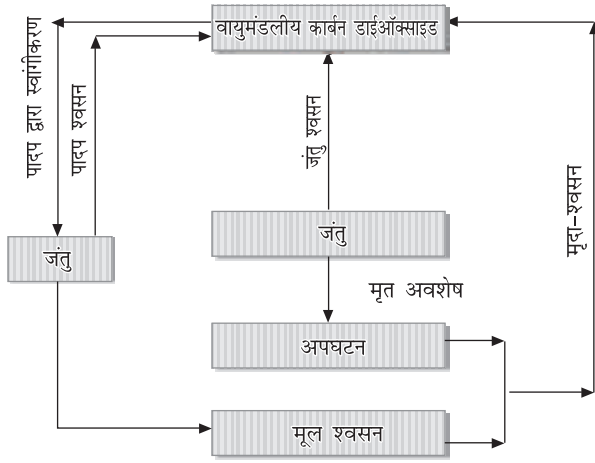 वायुमंडलीय कार्बन डाईऑक्साइड
पादप द्वारा स्वांगीकरण
पादप श्वसन
जंतु श्वसन
मृदा-श्वसन
जंतु
जंतु
मृत अवशेष
अपघटन
मूल श्वसन